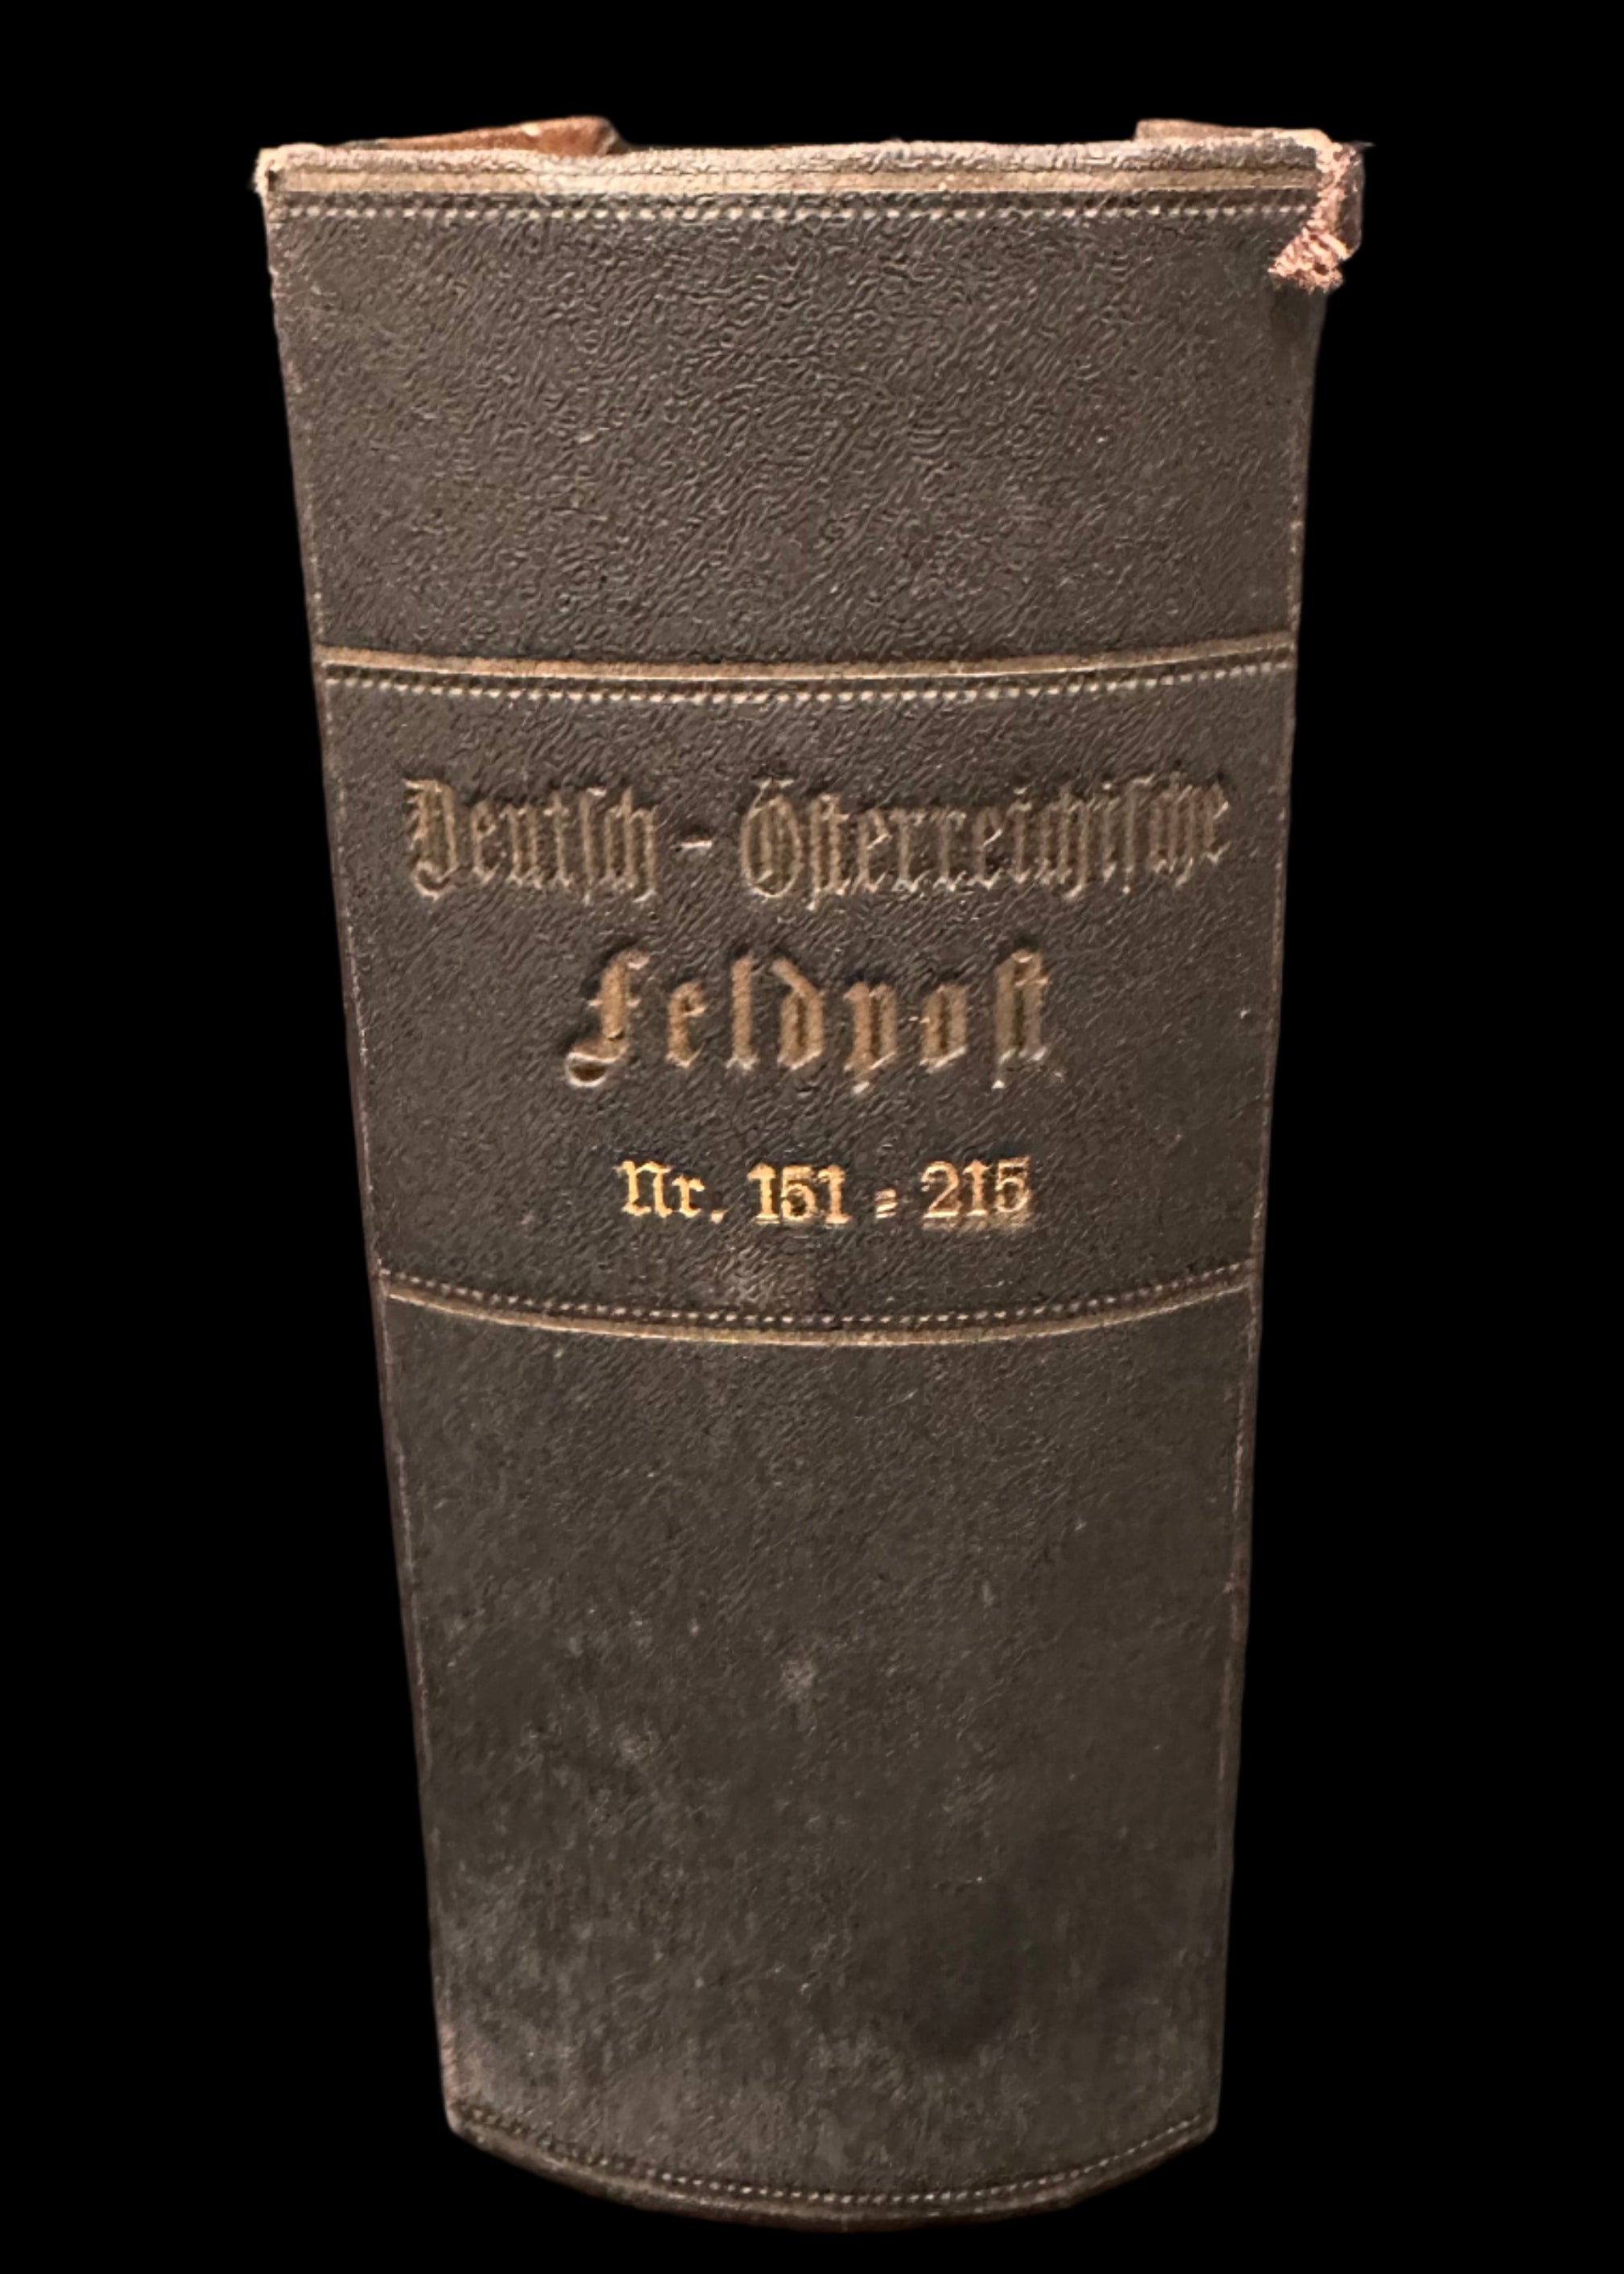 Deutsch - Österreichische
Feldpost
Nr. 151 = 215